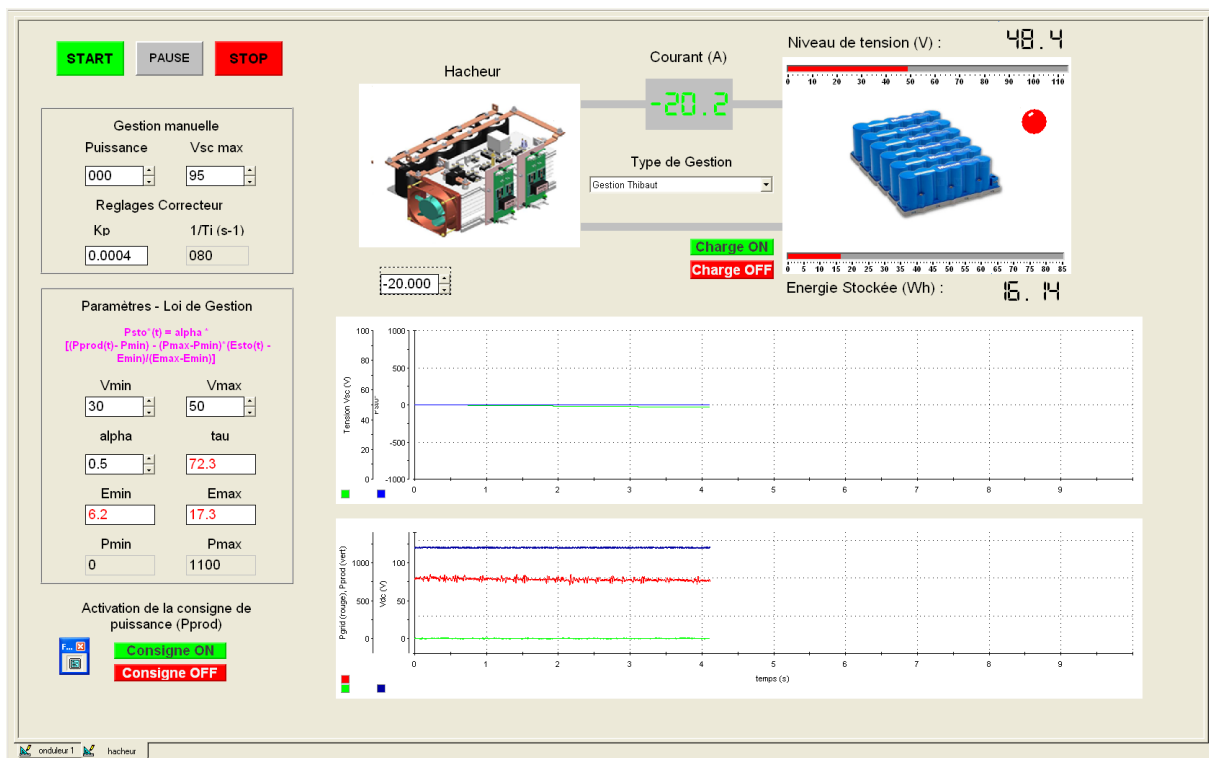 START PAUSE STOP
Gestion
manuelle
Puissance Vsc max
000 95
Reglages Correcteur
Kp 1/Ti (s-1)
0.0004 080
Paramètres - Loi de Gestion
Psto*(t) = alpha *
[(Pprod(t)- Pmin) - (Pmax-Pmin)*(Esto(t) -
Emin)/(Emax-Emin)]
Vmin Vmax
30 50
alpha tau
0.5 72.3
Emin Emax
6.2 17.3
Pmin Pmax
0 1100
Activation de la consigne de
puissance (Pprod)
F...
Consigne ON
Consigne OFF
Hacheur
-20.000
Courant (A)
-20.2
Type de Gestion
Gestion Thibaut
Charge ON
Charge OFF
Niveau de tension (V) : 48.4
0 10 20 30 40 50 60 70 80 90 100 110
0 5 10 15 20 25 30 35 40 45 50 55 60 65 70 75 80 85
Energie Stockée (Wh) : 16.14
Tension Vsc (V)
100 80 60 40 20 0
1000 500 0 -500 -1000
0 1 2 3 4 5 6 7 8 9
Pgrid (rouge), Pprod (vert)
1000 500 0
Vdc (V)
100 50 0
0 1 2 3 4 5 6 7 8 9
temps (s)
onduleur 1 hacheur